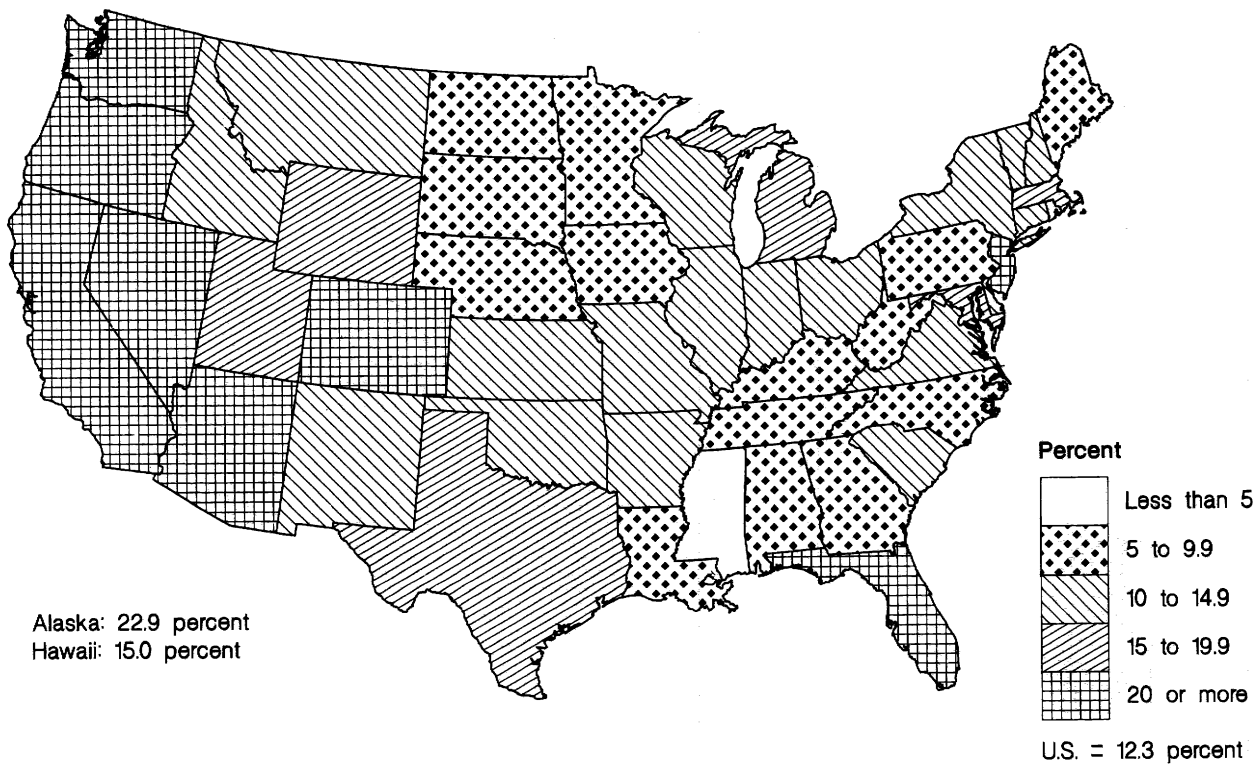 Percent
Less than 5
5 to 9.9
10 to 14.9
15 to 19.9
20 or more
U.S. = 12.3 percent
Alaska: 22.9 percent
Hawaii: 15.0 percent